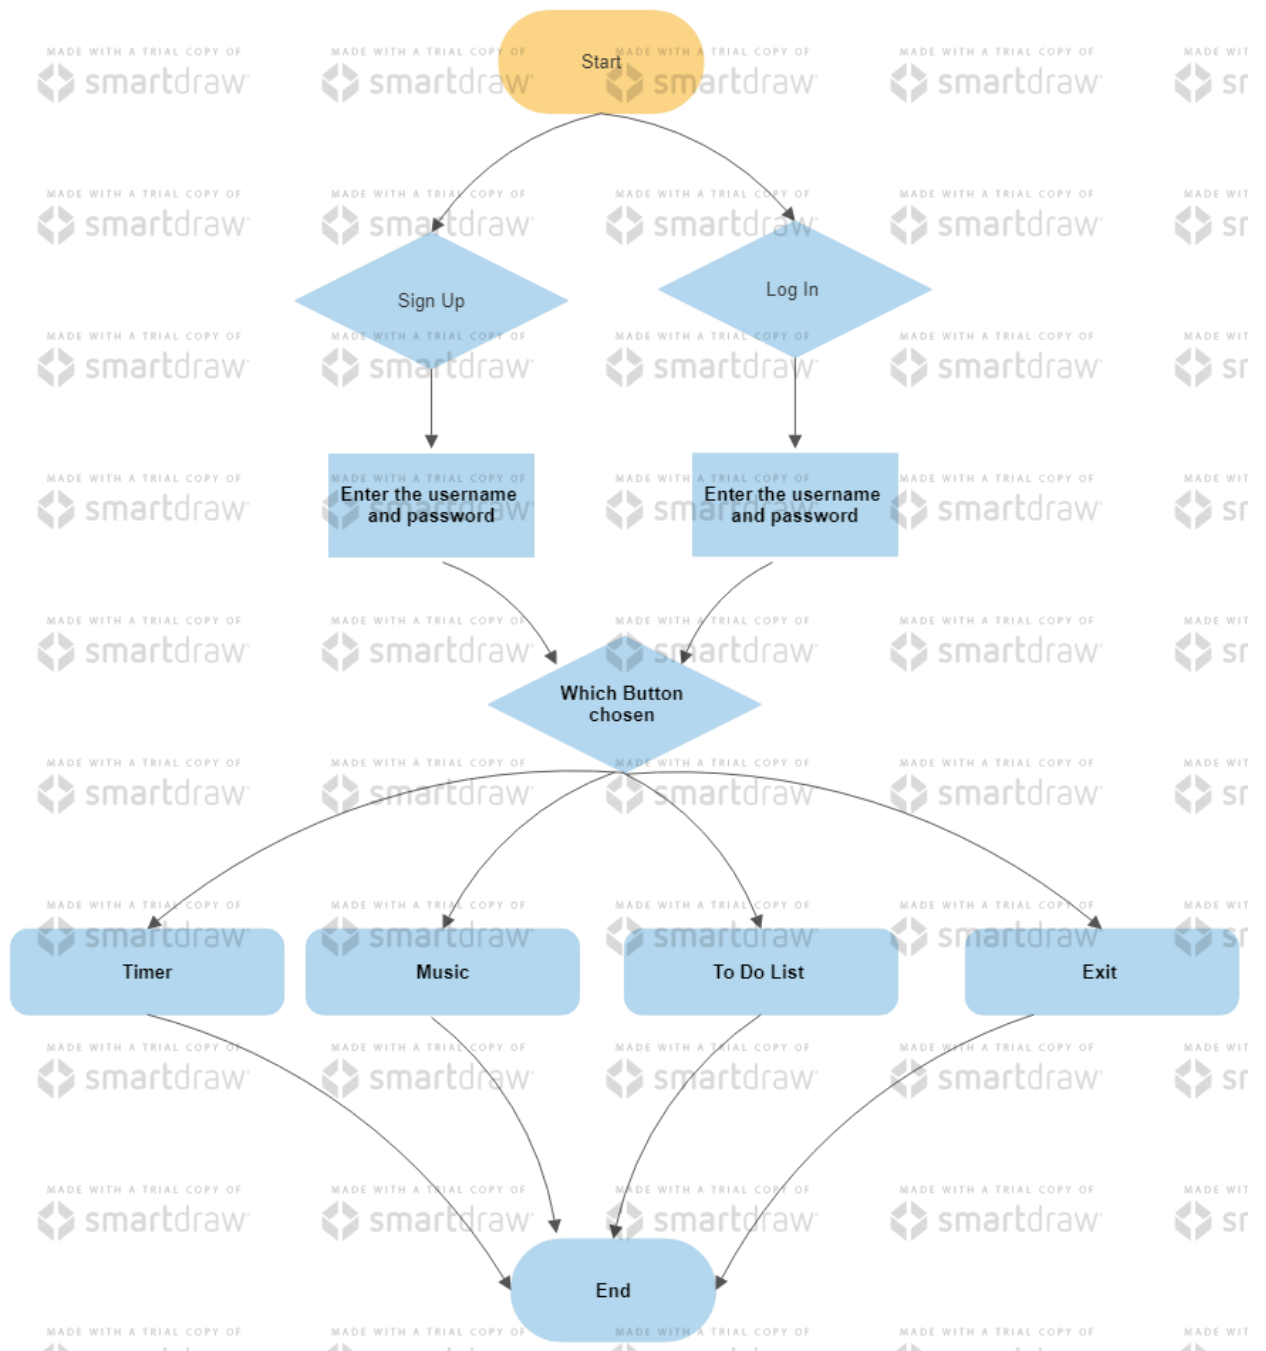 Start
Sign Up
Log In
Enter the username
and password
Enter the username
and password
Which Button
chosen
Timer
Music
To Do List
Exit
End
MADE WITH A TRIAL COPY OF
smartdraw